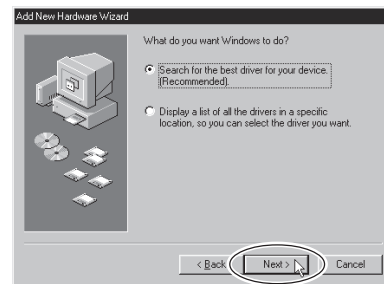 Add New Hardware Wizard
What do you want Windows to do?
Search for the best driver for your device.
(Recommended).
Display a list of all the drivers in a specific
location, so you can select the driver you want.
< Back
Next >
Cancel